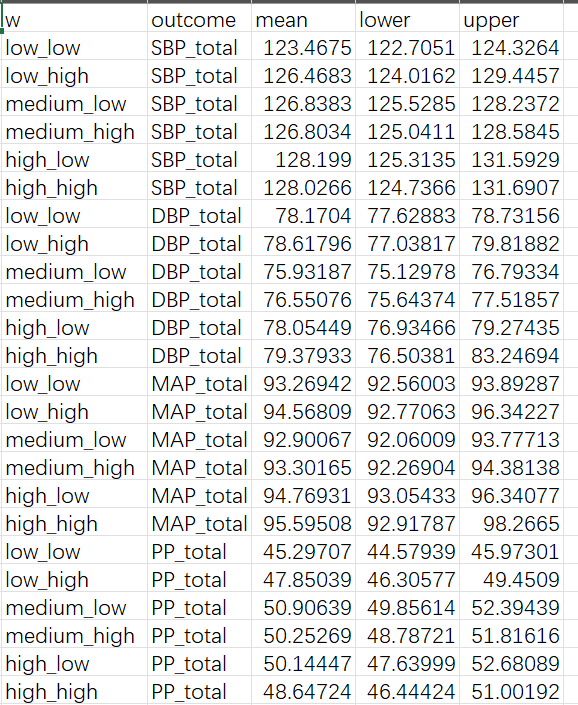 w outcome mean lower upper
low_low SBP_total 123.4675 122.7051 124.3264
low_high SBP_total 126.4683 124.0162 129.4457
medium_low SBP_total 126.8383 125.5285 128.2372
medium_high SBP_total 126.8034 125.0411 128.5845
high_low SBP_total 128.199 125.3135 131.5929
high_high SBP_total 128.0266 124.7366 131.6907
low_low DBP_total 78.1704 77.62883 78.73156
low_high DBP_total 78.61796 77.03817 79.81882
medium_low DBP_total 75.93187 75.12978 76.79334
medium_high DBP_total 76.55076 75.64374 77.51857
high_low DBP_total 78.05449 76.93466 79.27435
high_high DBP_total 79.37933 76.50381 83.24694
low_low MAP_total 93.26942 92.56003 93.89287
low_high MAP_total 94.56809 92.77063 96.34227
medium_low MAP_total 92.90067 92.06009 93.77713
medium_high MAP_total 93.30165 92.26904 94.38138
high_low MAP_total 94.76931 93.05433 96.34077
high_high MAP_total 95.59508 92.91787 98.2665
low_low PP_total 45.29707 44.57939 45.97301
low_high PP_total 47.85039 46.30577 49.4509
medium_low PP_total 50.90639 49.85614 52.39439
medium_high PP_total 50.25269 48.78721 51.81616
high_low PP_total 50.14447 47.63999 52.68089
high_high PP_total 48.64724 46.44424 51.00192